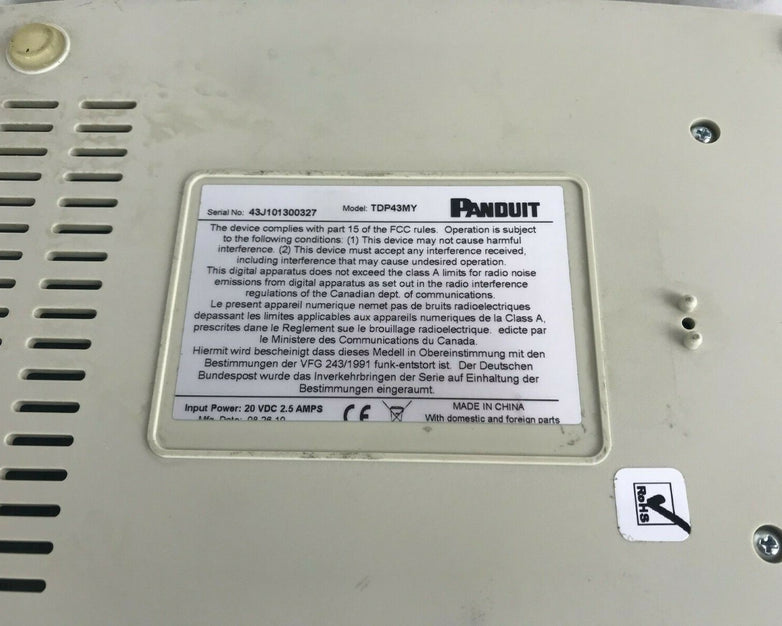 Serial No: 43J101300327 Model: TDP43MY PANDUIT
The device complies with part 15 of the FCC rules. Operation is subject
to the following conditions: (1) This device may not cause harmful
interference. (2) This device must accept any interference received,
including interference that may cause undesired operation.
This digital apparatus does not exceed the class A limits for radio noise
emissions from digital apparatus as set out in the radio interference
regulations of the Canadian dept. of communications.
Le present appareil numerique nemet pas de bruits radioelectriques
depassant les limites applicables aux appareils numeriques de la Class A,
prescrites dane le Reglement sue le brouillage radioelectrique. edicte par
le Ministere des Communications du Canada.
Hiermit wird bescheinigt dass dieses Medell in Obereinstimmung mit den
Bestimmungen der VFG 243/1991 funk-entstort ist. Der Deutschen
Bundespost wurde das Inverkehrbringen der Serie auf Einhaltung der
Bestimmungen eingeraumt.
Input Power: 20 VDC 2.5 AMPS CE MADE IN CHINA
Mfg. Date: 08.26.10 With domestic and foreign parts
RoHS